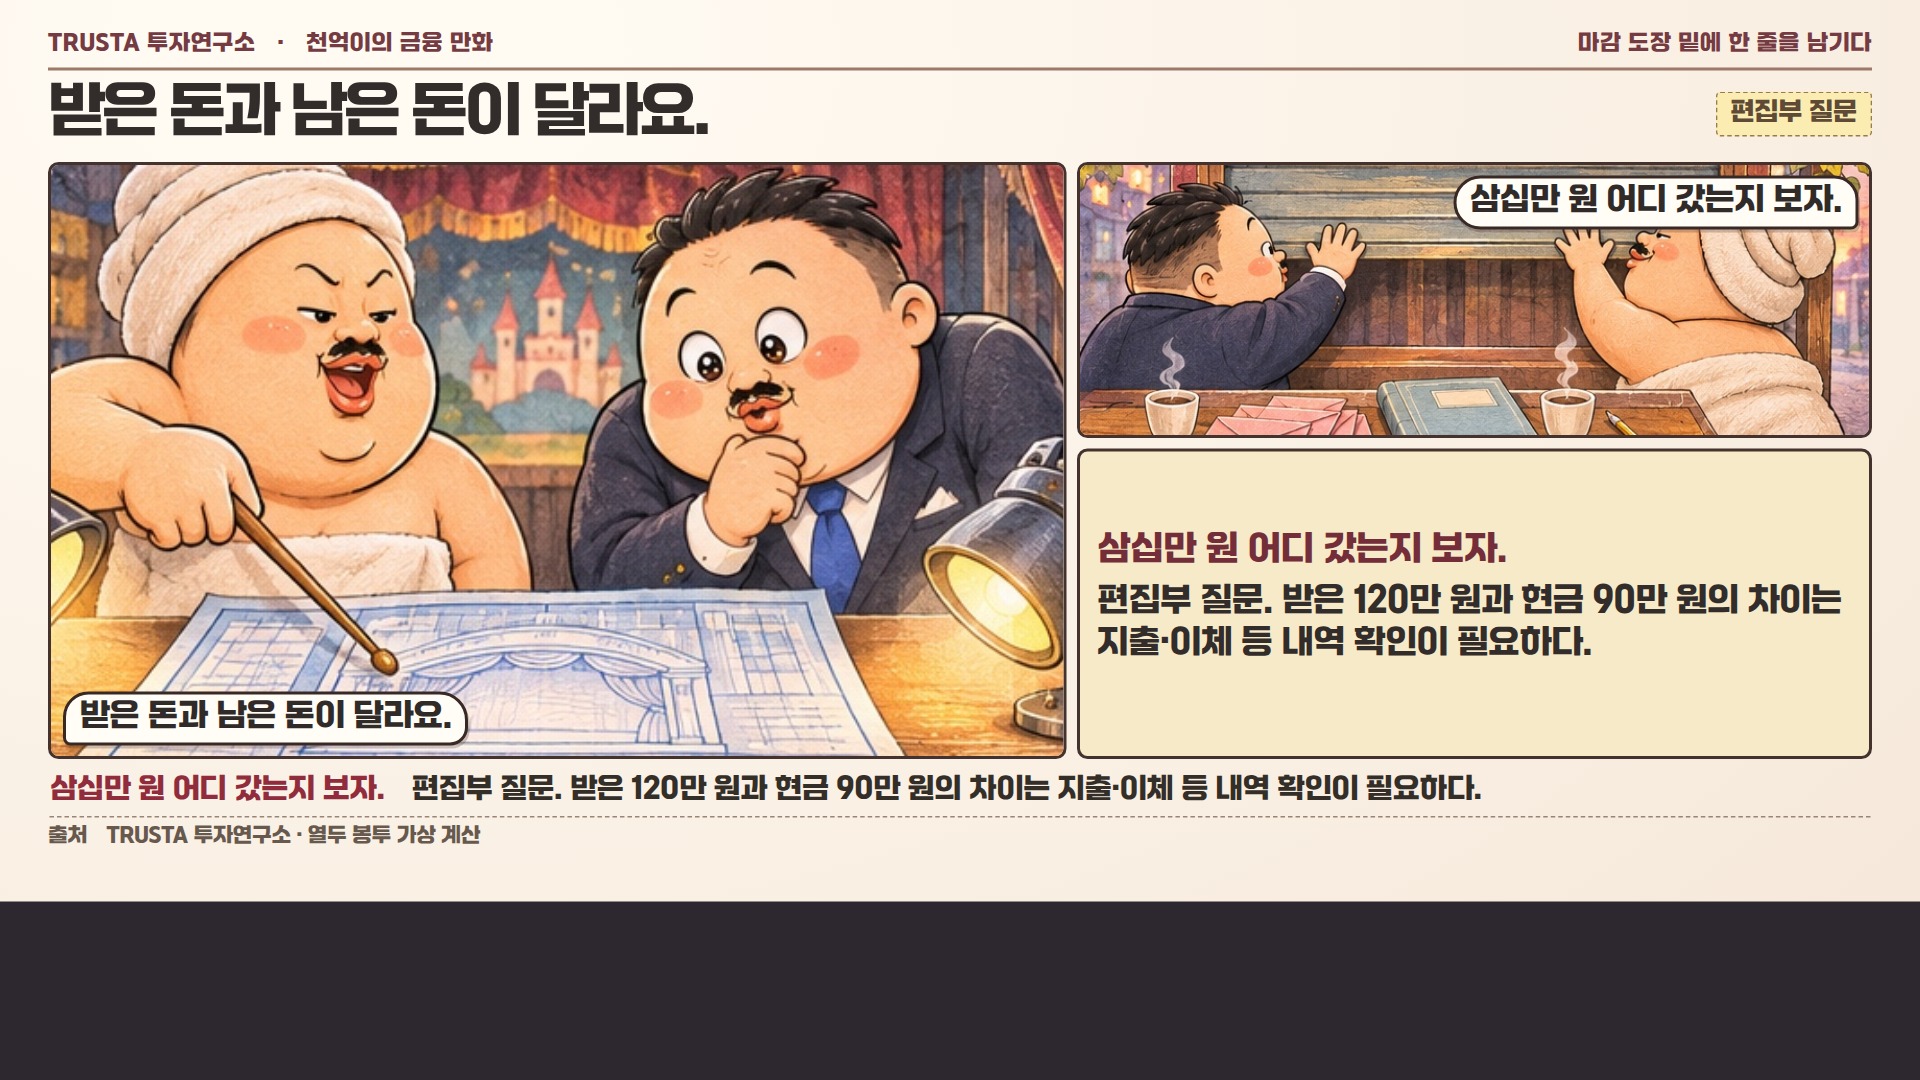 TRUSTA 투자연구소 · 천억이의 금융 만화
마감 도장 밑에 한 줄을 남기다
받은 돈과 남은 돈이 달라요.
편집부 질문
삼십만 원 어디 갔는지 보자.
받은 돈과 남은 돈이 달라요.
삼십만 원 어디 갔는지 보자.
편집부 질문. 받은 120만 원과 현금 90만 원의 차이는
지출·이체 등 내역 확인이 필요하다.
삼십만 원 어디 갔는지 보자. 편집부 질문. 받은 120만 원과 현금 90만 원의 차이는 지출·이체 등 내역 확인이 필요하다.
출처 TRUSTA 투자연구소 · 열두 봉투 가상 계산